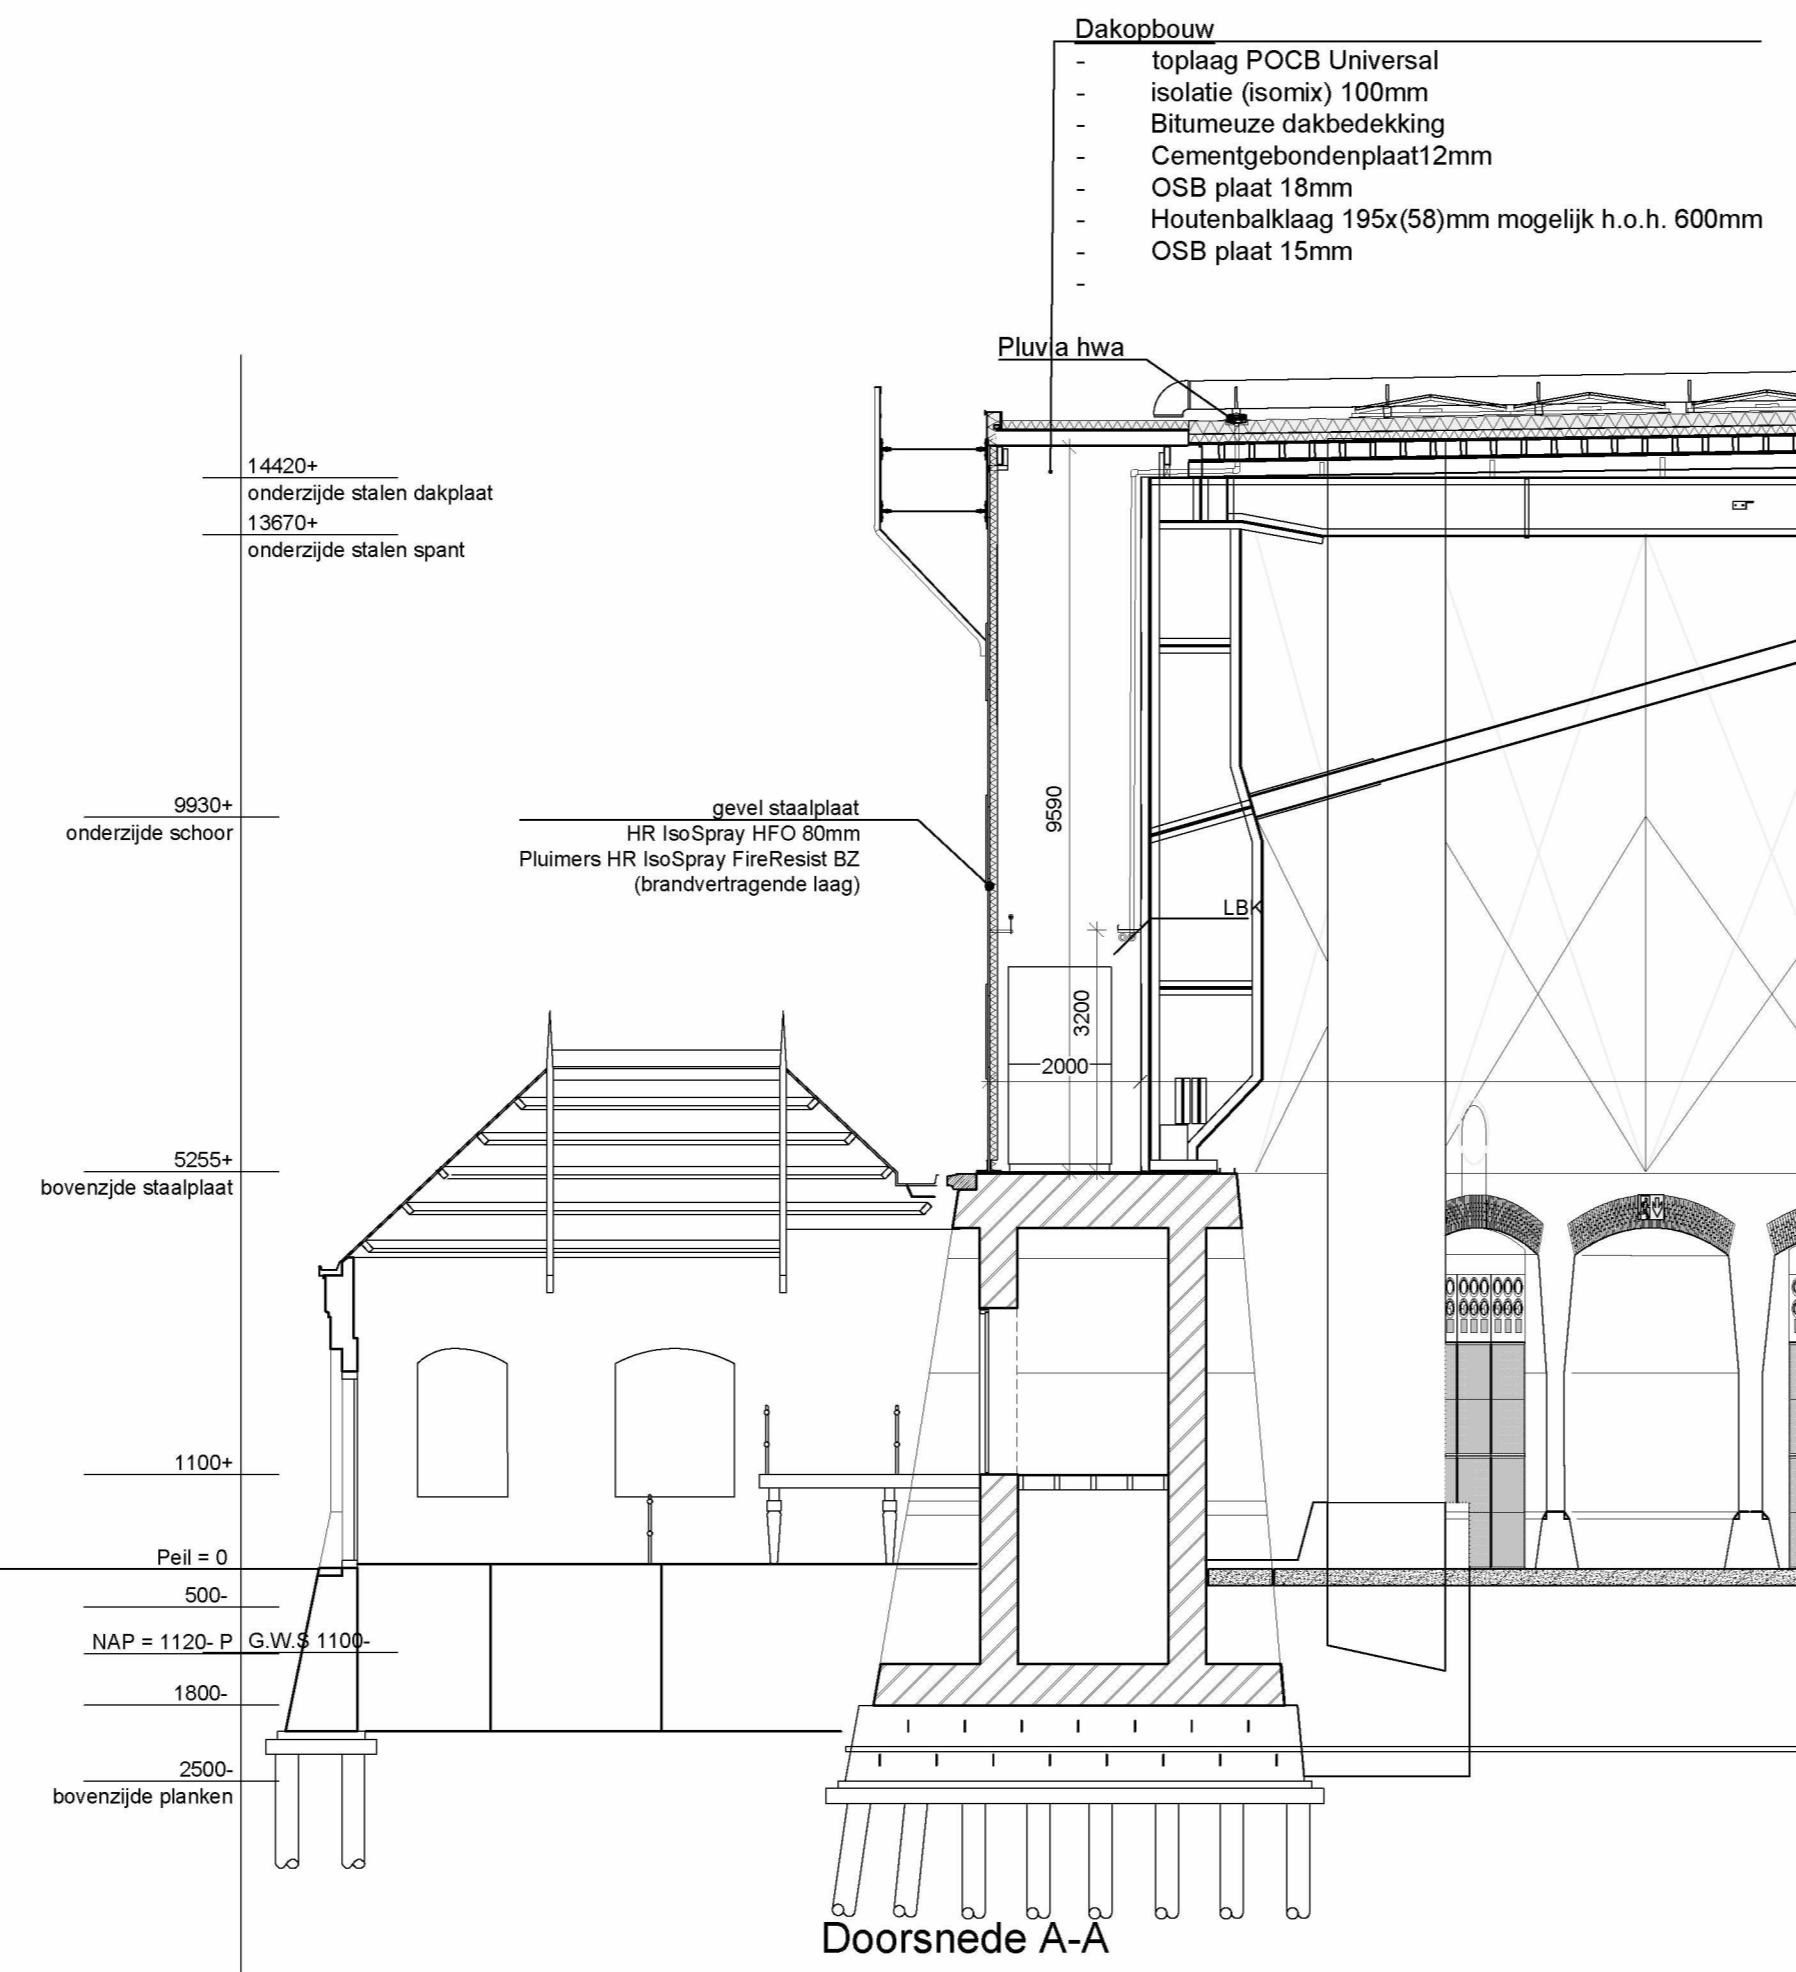 Dakopbouw
- toplaag POCB Universal
- isolatie (isomix) 100mm
- Bitumeuze dakbedekking
- Cementgebondenplaat12mm
- OSB plaat 18mm
- Houtenbalklaag 195x(58)mm mogelijk h.o.h. 600mm
- OSB plaat 15mm
-
Pluvia hwa
14420+
onderzijde stalen dakplaat
13670+
onderzijde stalen spant
9930+
onderzijde schoor
gevel staalplaat
HR IsoSpray HFO 80mm
Pluimers HR IsoSpray FireResist BZ
(brandvertragende laag)
9590
LBK
3200
2000
5255+
bovenzjde staalplaat
1100+
Peil = 0
500-
NAP = 1120- P
G.W.S 1100-
1800-
2500-
bovenzijde planken
Doorsnede A-A